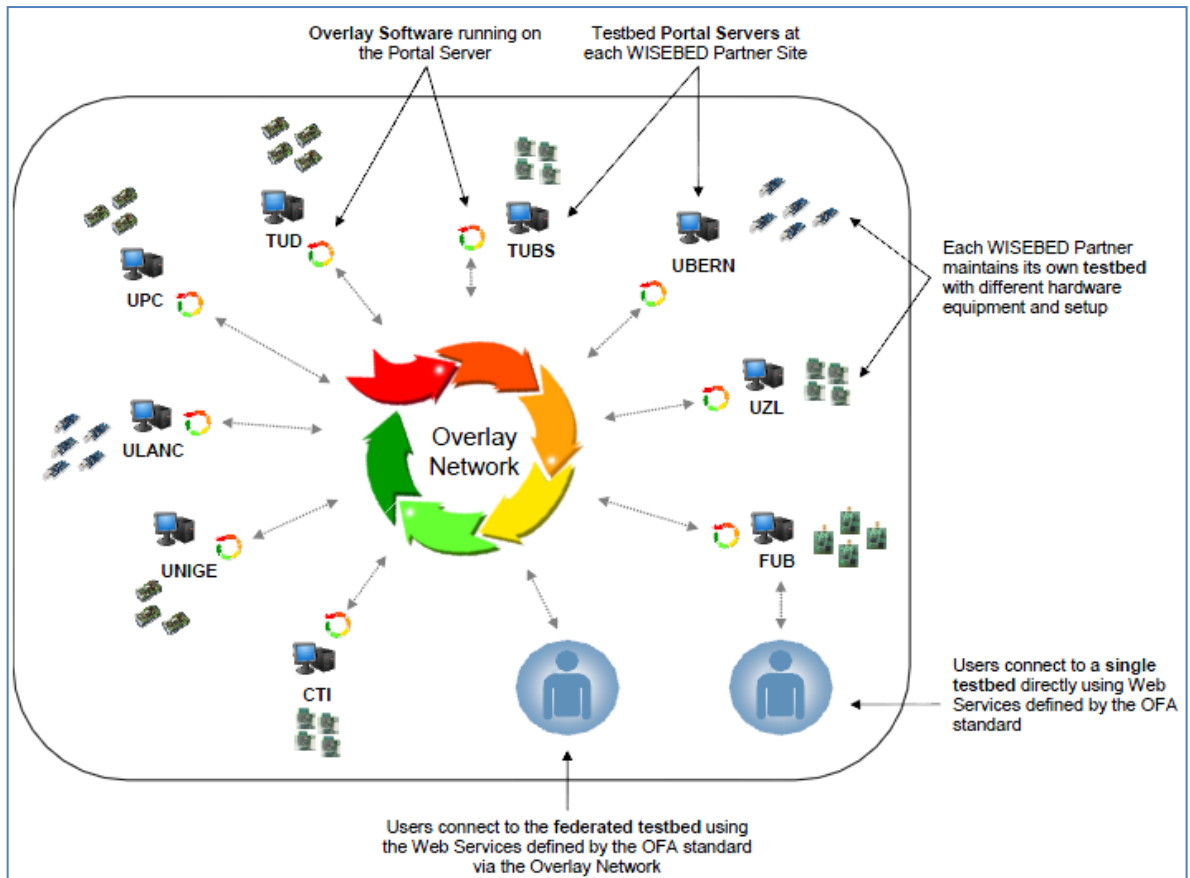 Overlay Software running on
the Portal Server
Testbed Portal Servers at
each WISEBED Partner Site
TUD
TUBS
UBERN
UPC
Each WISEBED Partner
maintains its own testbed
with different hardware
equipment and setup
UZL
ULANC
Overlay
Network
UNIGE
FUB
CTI
Users connect to a single
testbed directly using Web
Services defined by the OFA
standard
Users connect to the federated testbed using
the Web Services defined by the OFA standard
via the Overlay Network